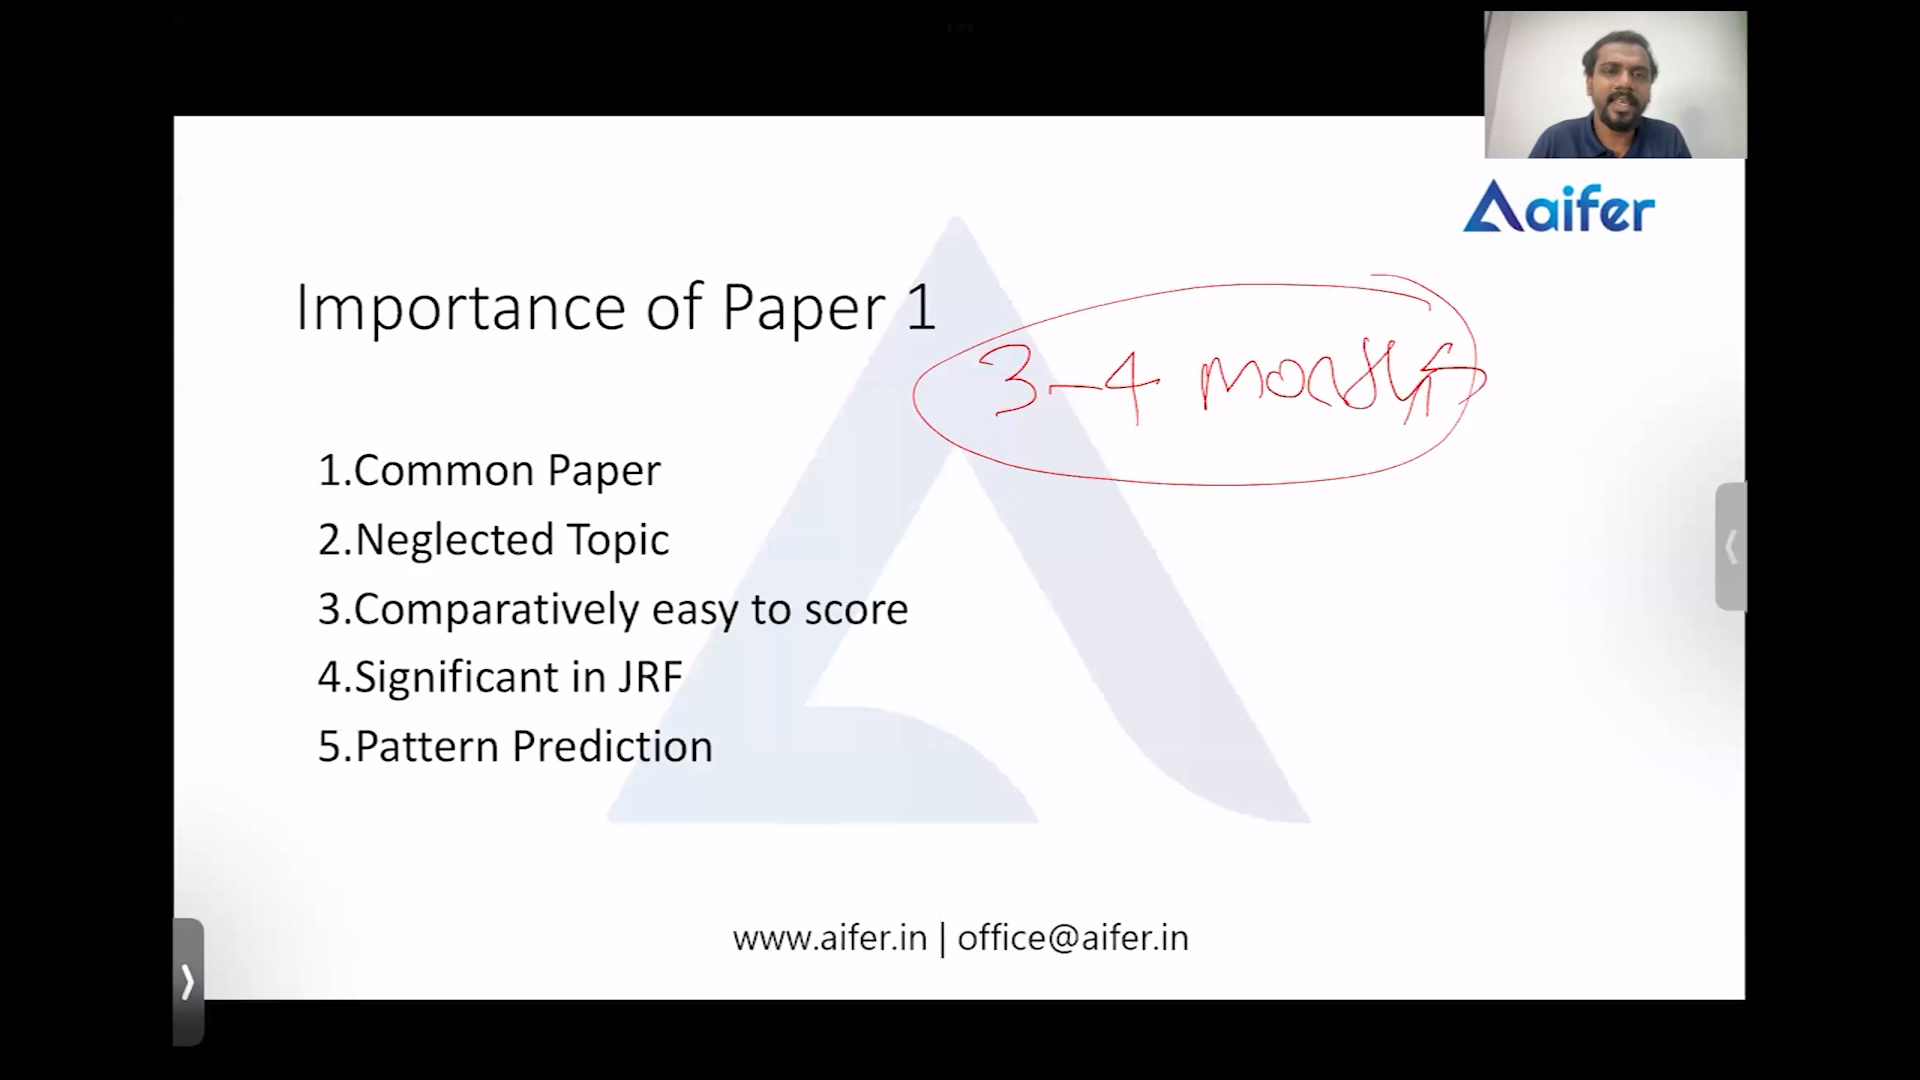 aifer
Importance of Paper 1
3-4 months
1.Common Paper
2.Neglected Topic
3.Comparatively easy to score
4.Significant in JRF
5.Pattern Prediction
www.aifer.in | office@aifer.in